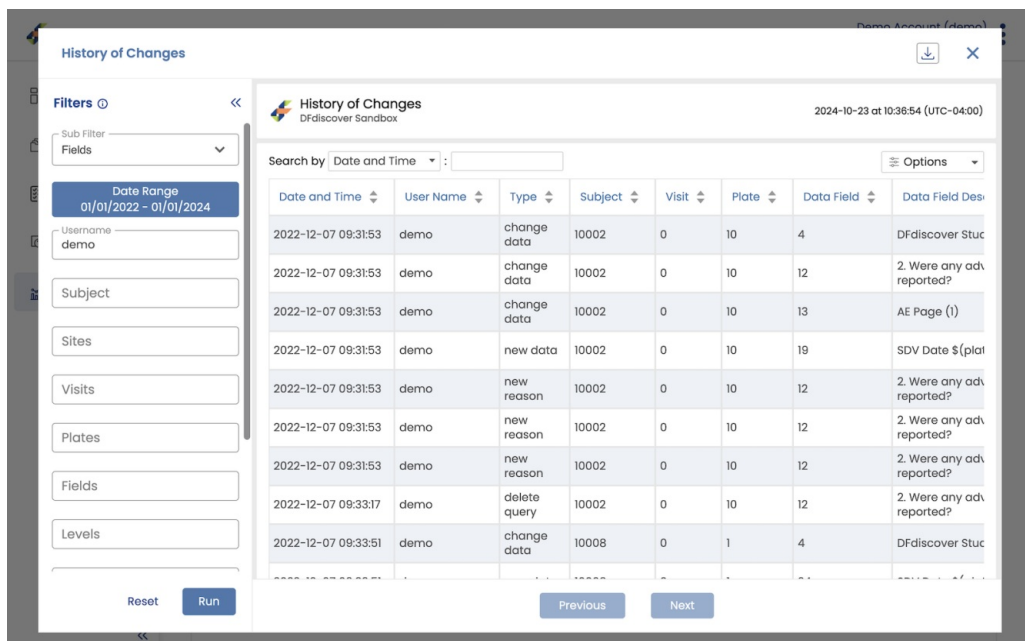 Demo Account (demo)
History of Changes
Filters
Sub Filter
Fields
Date Range
01/01/2022 - 01/01/2024
Username
demo
Subject
Sites
Visits
Plates
Fields
Levels
Reset
Run
History of Changes
DFdiscover Sandbox
2024-10-23 at 10:36:54 (UTC-04:00)
Search by Date and Time :
Options
Date and Time User Name Type Subject Visit Plate Data Field Data Field Des
2022-12-07 09:31:53 demo change data 10002 0 10 4 DFdiscover Stuc
2022-12-07 09:31:53 demo change data 10002 0 10 12 2. Were any adv reported?
2022-12-07 09:31:53 demo change data 10002 0 10 13 AE Page (1)
2022-12-07 09:31:53 demo new data 10002 0 10 19 SDV Date $(plat
2022-12-07 09:31:53 demo new reason 10002 0 10 12 2. Were any adv reported?
2022-12-07 09:31:53 demo new reason 10002 0 10 12 2. Were any adv reported?
2022-12-07 09:31:53 demo new reason 10002 0 10 12 2. Were any adv reported?
2022-12-07 09:33:17 demo delete query 10002 0 10 12 2. Were any adv reported?
2022-12-07 09:33:51 demo change data 10008 0 1 4 DFdiscover Stuc
Previous
Next